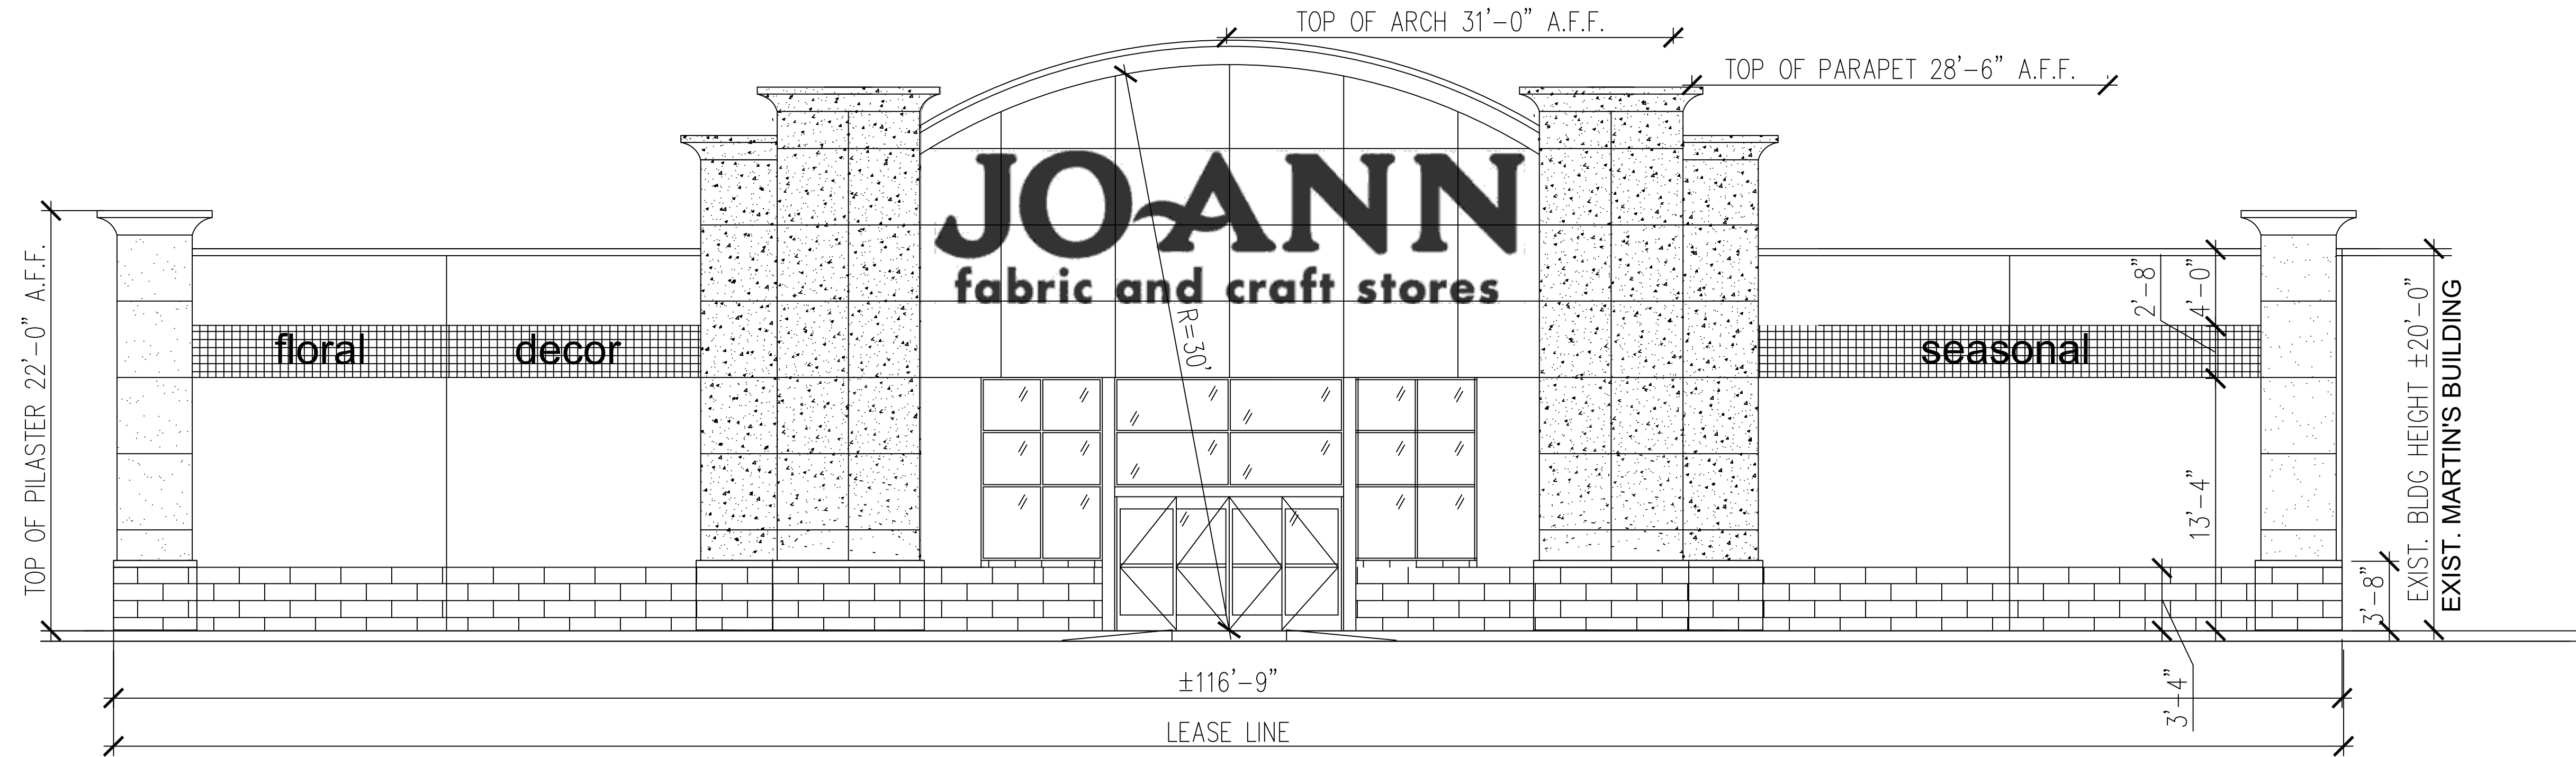 TOP OF ARCH 31'-0" A.F.F.
TOP OF PARAPET 28'-6" A.F.F.
JO-ANN
fabric and craft stores
TOP OF PILASTER 22'-0" A.F.F.
floral
decor
R=30'
seasonal
2'-8"
4'-0"
13'-4"
EXIST. BLDG HEIGHT ±20'-0"
EXIST. MARTIN'S BUILDING
3'-8"
3'-4"
±116'-9"
LEASE LINE